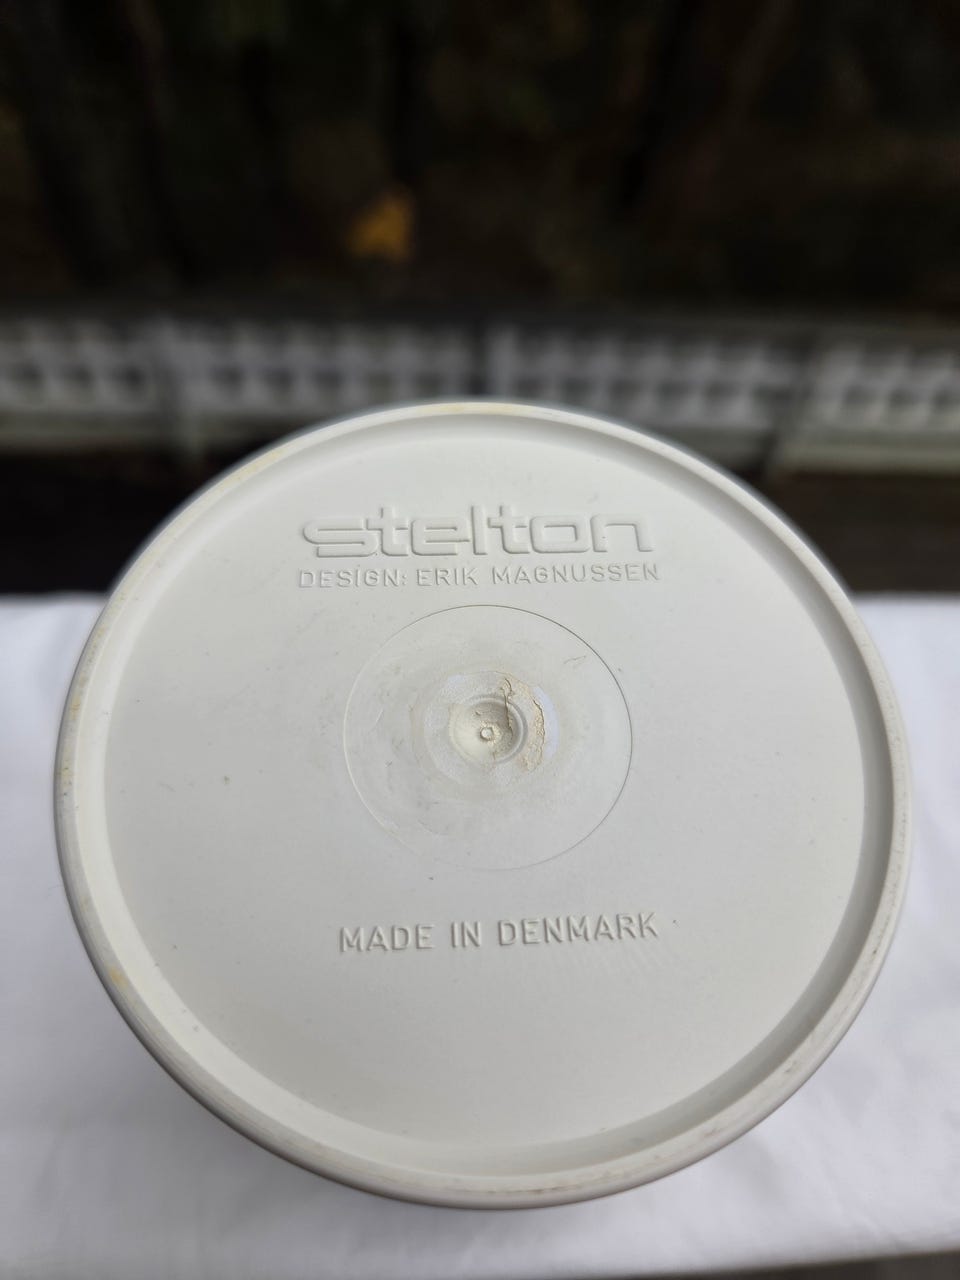 stelton
DESIGN: ERIK MAGNUSSEN
MADE IN DENMARK